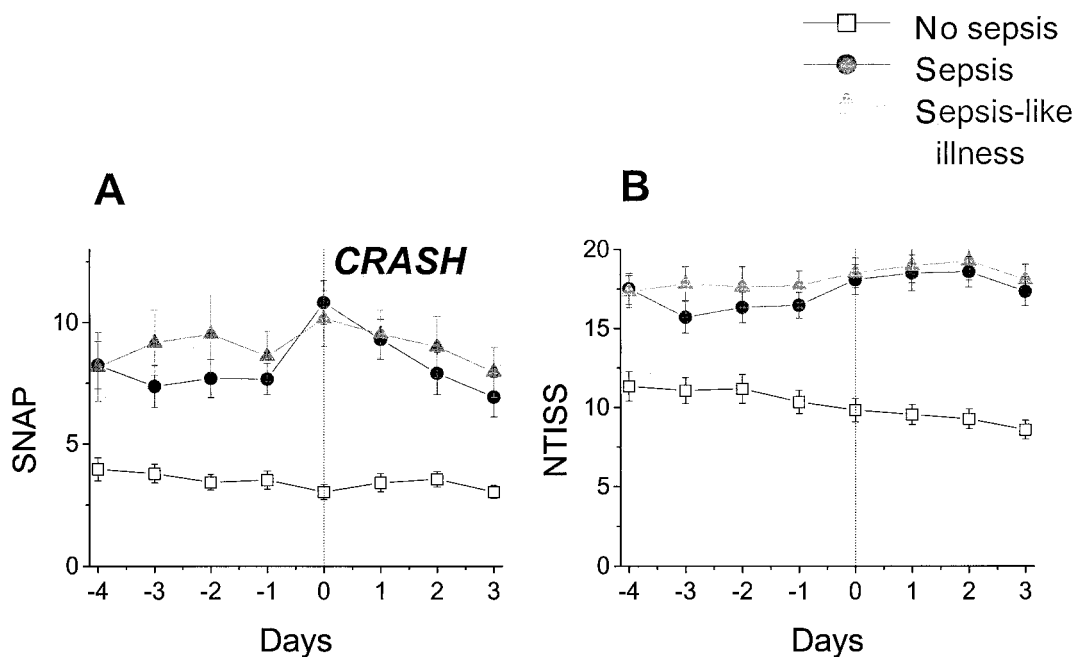 No sepsis
Sepsis
Sepsis-like
illness
A
B
CRASH
SNAP
10
5
0
-4 -3 -2 -1 0 1 2 3
Days
NTISS
20
15
10
5
0
-4 -3 -2 -1 0 1 2 3
Days